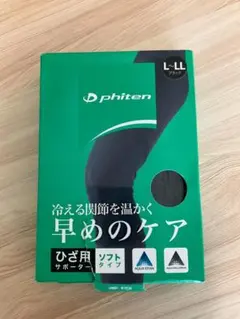 L~LL
ブラック
phiten
冷える関節を温かく
早めのケア
ひざ用
サポーター
ソフト
タイプ